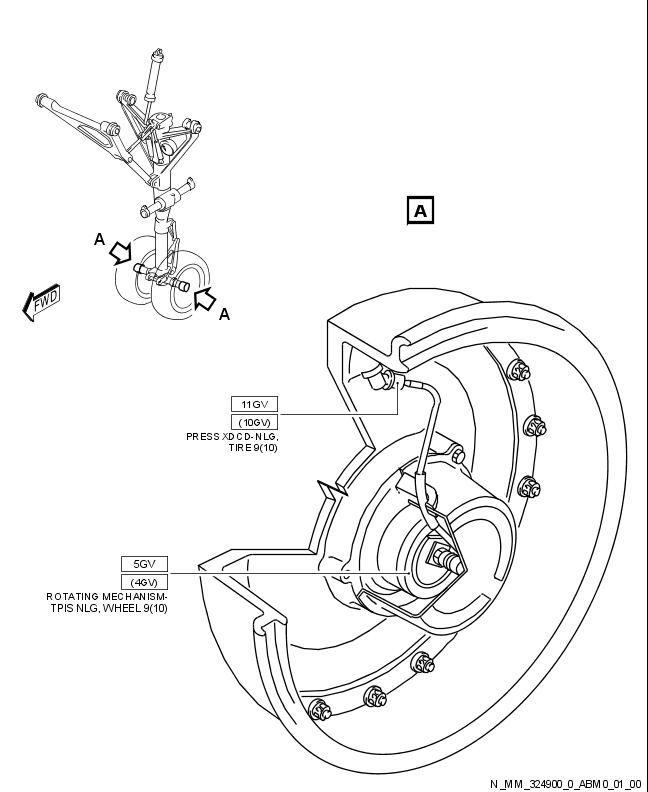 A
A
A
FWD
11GV
(10GV)
PRESS XDCD-NLG,
TIRE 9(10)
5GV
(4GV)
ROTATING MECHANISM-
TPIS NLG, WHEEL 9(10)
N_MM_324900_0_ABM0_01_00